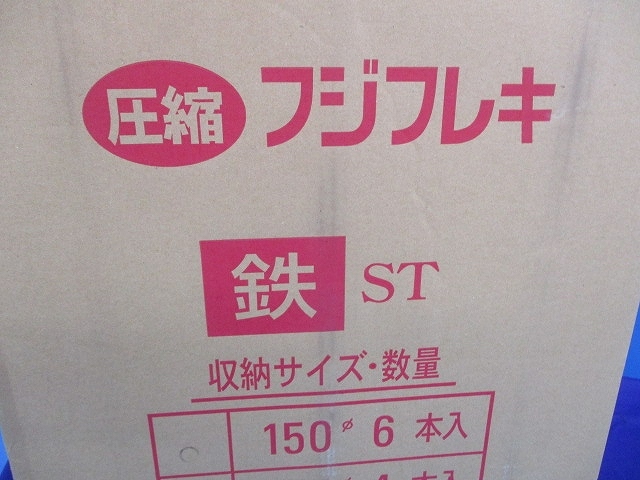 圧縮 フジフレキ
鉄 ST
収納サイズ・数量
150φ 6 本入